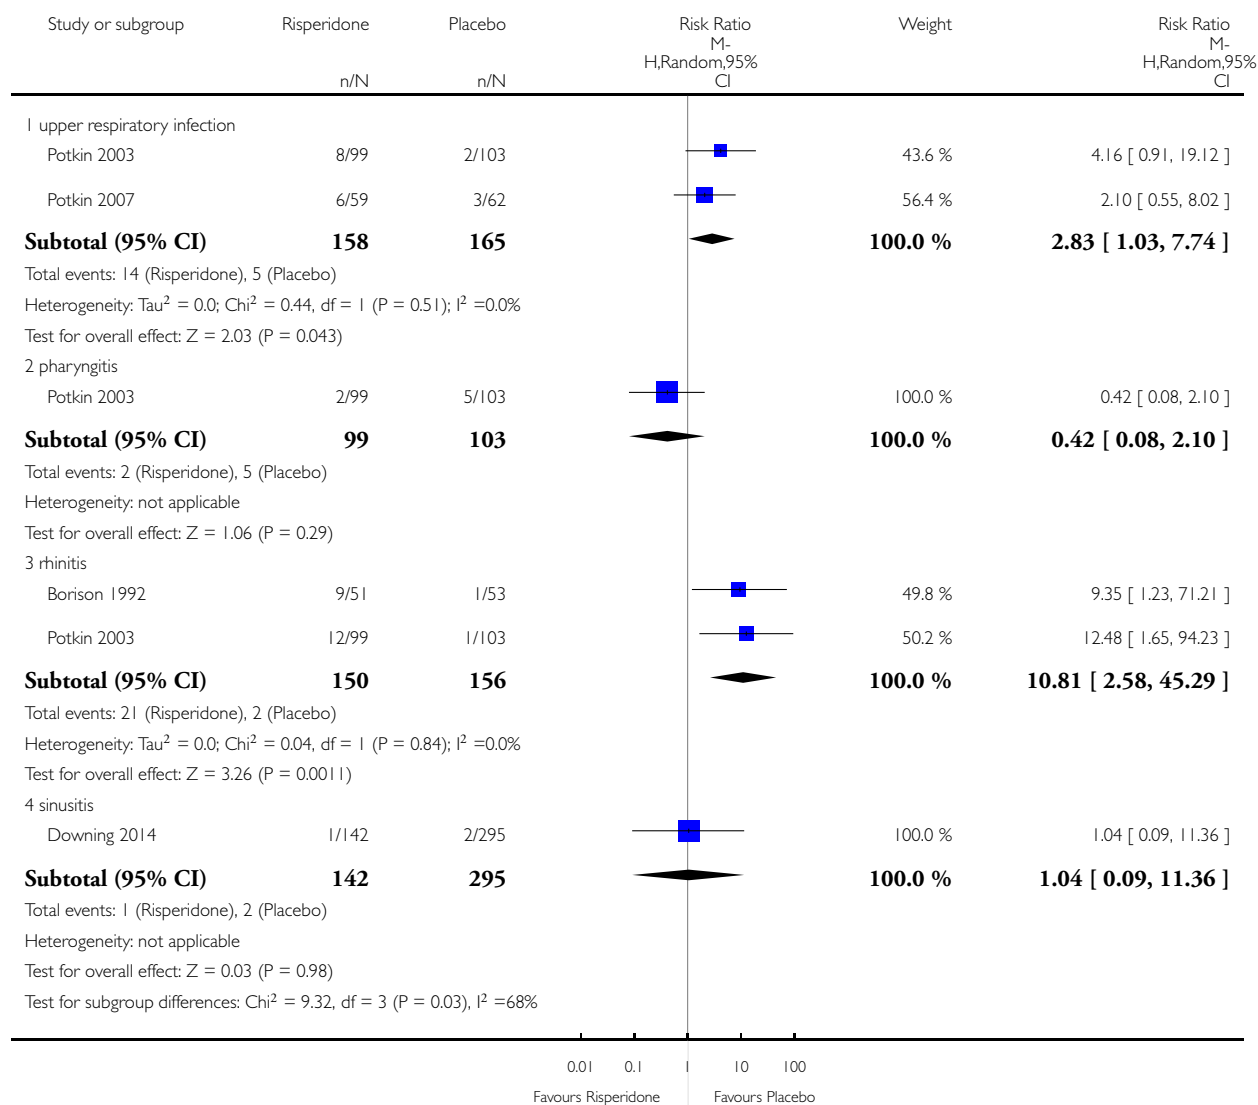 Study or subgroup Risperidone Placebo Risk Ratio Weight Risk Ratio
M-H,Random,95% CI M-H,Random,95% CI
n/N n/N
1 upper respiratory infection
Potkin 2003 8/99 2/103 43.6 % 4.16 [ 0.91, 19.12 ]
Potkin 2007 6/59 3/62 56.4 % 2.10 [ 0.55, 8.02 ]
Subtotal (95% CI) 158 165 100.0 % 2.83 [ 1.03, 7.74 ]
Total events: 14 (Risperidone), 5 (Placebo)
Heterogeneity: Tau² = 0.0; Chi² = 0.44, df = 1 (P = 0.51); I² =0.0%
Test for overall effect: Z = 2.03 (P = 0.043)
2 pharyngitis
Potkin 2003 2/99 5/103 100.0 % 0.42 [ 0.08, 2.10 ]
Subtotal (95% CI) 99 103 100.0 % 0.42 [ 0.08, 2.10 ]
Total events: 2 (Risperidone), 5 (Placebo)
Heterogeneity: not applicable
Test for overall effect: Z = 1.06 (P = 0.29)
3 rhinitis
Borison 1992 9/51 1/53 49.8 % 9.35 [ 1.23, 71.21 ]
Potkin 2003 12/99 1/103 50.2 % 12.48 [ 1.65, 94.23 ]
Subtotal (95% CI) 150 156 100.0 % 10.81 [ 2.58, 45.29 ]
Total events: 21 (Risperidone), 2 (Placebo)
Heterogeneity: Tau² = 0.0; Chi² = 0.04, df = 1 (P = 0.84); I² =0.0%
Test for overall effect: Z = 3.26 (P = 0.0011)
4 sinusitis
Downing 2014 1/142 2/295 100.0 % 1.04 [ 0.09, 11.36 ]
Subtotal (95% CI) 142 295 100.0 % 1.04 [ 0.09, 11.36 ]
Total events: 1 (Risperidone), 2 (Placebo)
Heterogeneity: not applicable
Test for overall effect: Z = 0.03 (P = 0.98)
Test for subgroup differences: Chi² = 9.32, df = 3 (P = 0.03), I² =68%
0.01 0.1 1 10 100
Favours Risperidone Favours Placebo